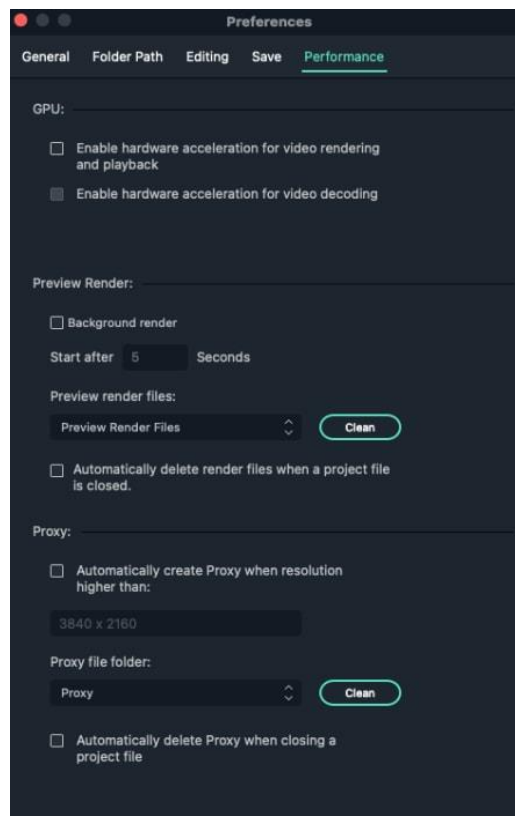 Preferences
General Folder Path Editing Save Performance
GPU:
Enable hardware acceleration for video rendering
and playback
Enable hardware acceleration for video decoding
Preview Render:
Background render
Start after 5 Seconds
Preview render files:
Preview Render Files Clean
Automatically delete render files when a project file
is closed.
Proxy:
Automatically create Proxy when resolution
higher than:
3840 x 2160
Proxy file folder:
Proxy Clean
Automatically delete Proxy when closing a
project file